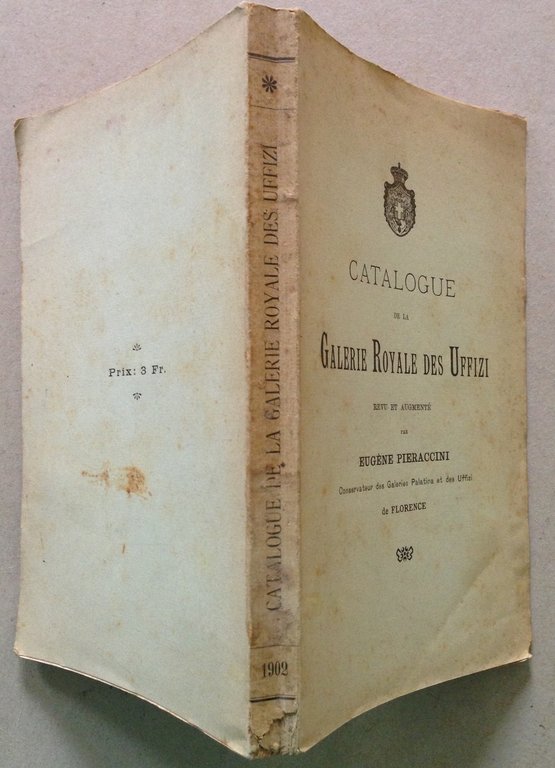 CATALOGUE
DE LA
GALERIE ROYALE DES UFFIZI
REVU ET AUGMENTÉ
PAR
EUGÈNE PIERACCINI
Conservateur des Galeries Palatina et des Uffizi
de FLORENCE
CATALOGUE DE LA GALERIE ROYALE DES UFFIZI
1902
Prix: 3 Fr.